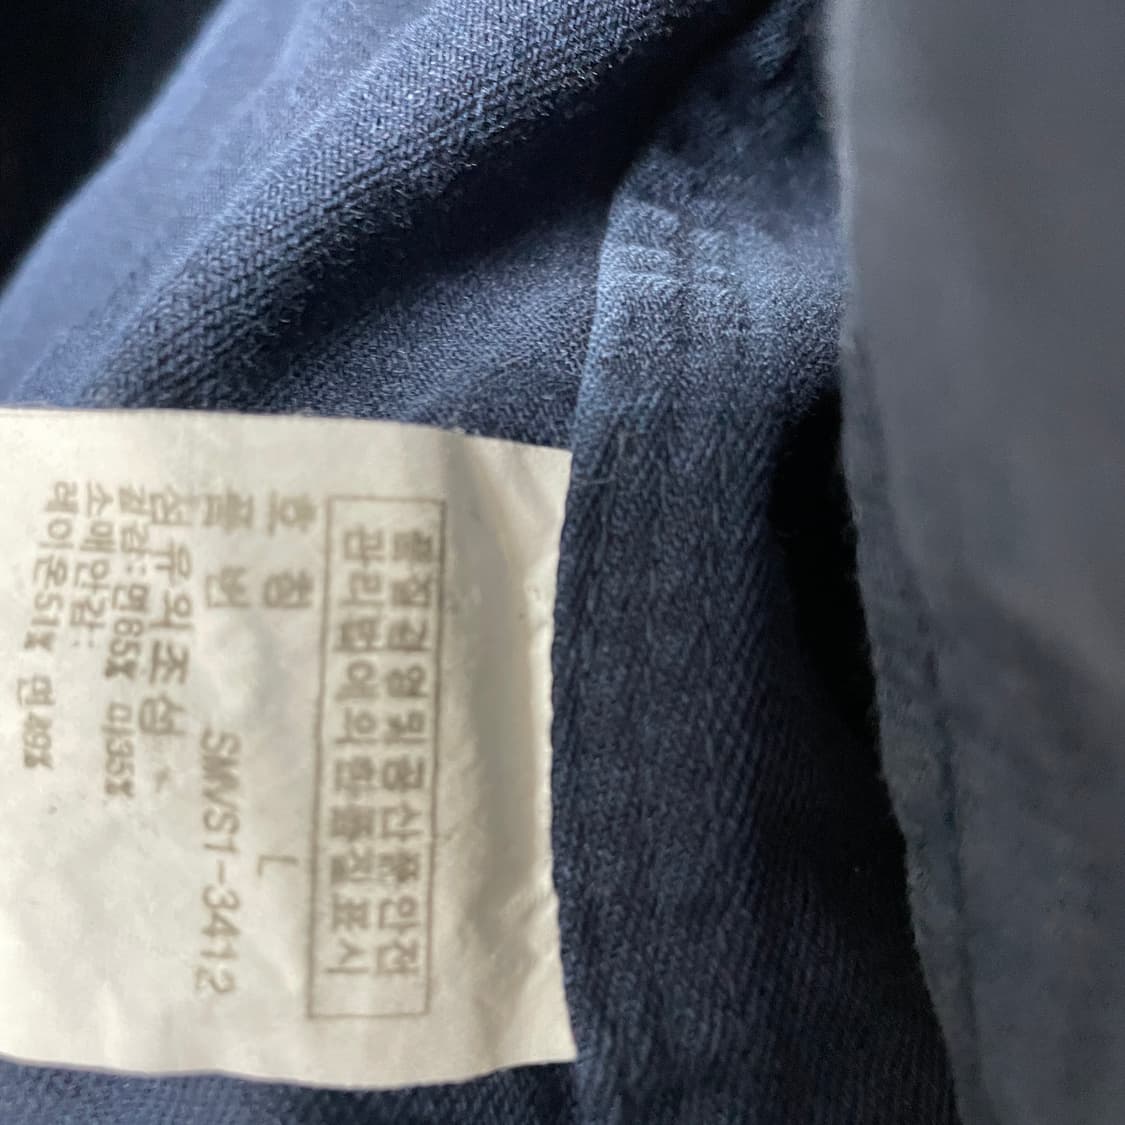 품질경영및공산품안전
관리법에의한품질표시
호 칭 L
품 번 SMVS1-3412
섬유의조성
겉감:면65% 마35%
소매안감:
레이온51% 면49%